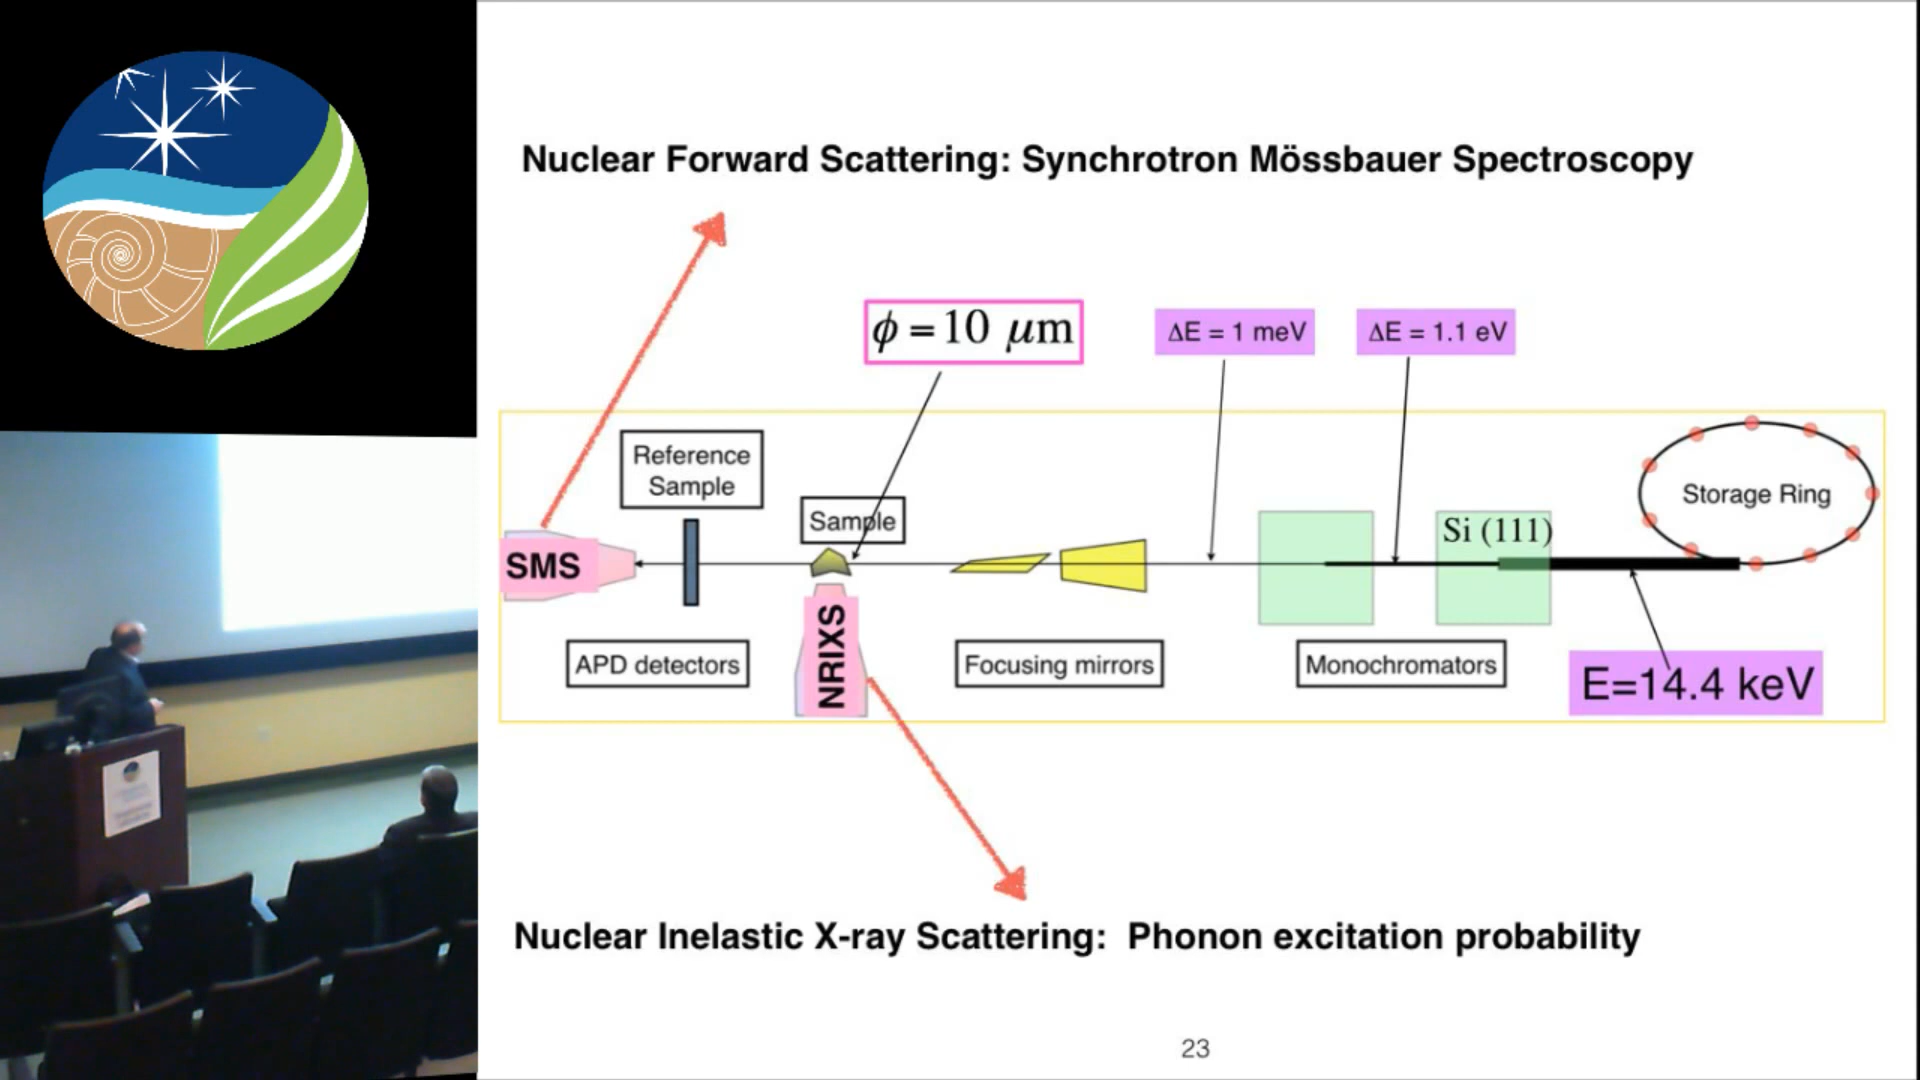 Nuclear Forward Scattering: Synchrotron Mössbauer Spectroscopy
ϕ = 10 μm
ΔE = 1 meV
ΔE = 1.1 eV
Reference
Sample
Sample
Storage Ring
Si (111)
SMS
NRIXS
APD detectors
Focusing mirrors
Monochromators
E=14.4 keV
Nuclear Inelastic X-ray Scattering: Phonon excitation probability
23